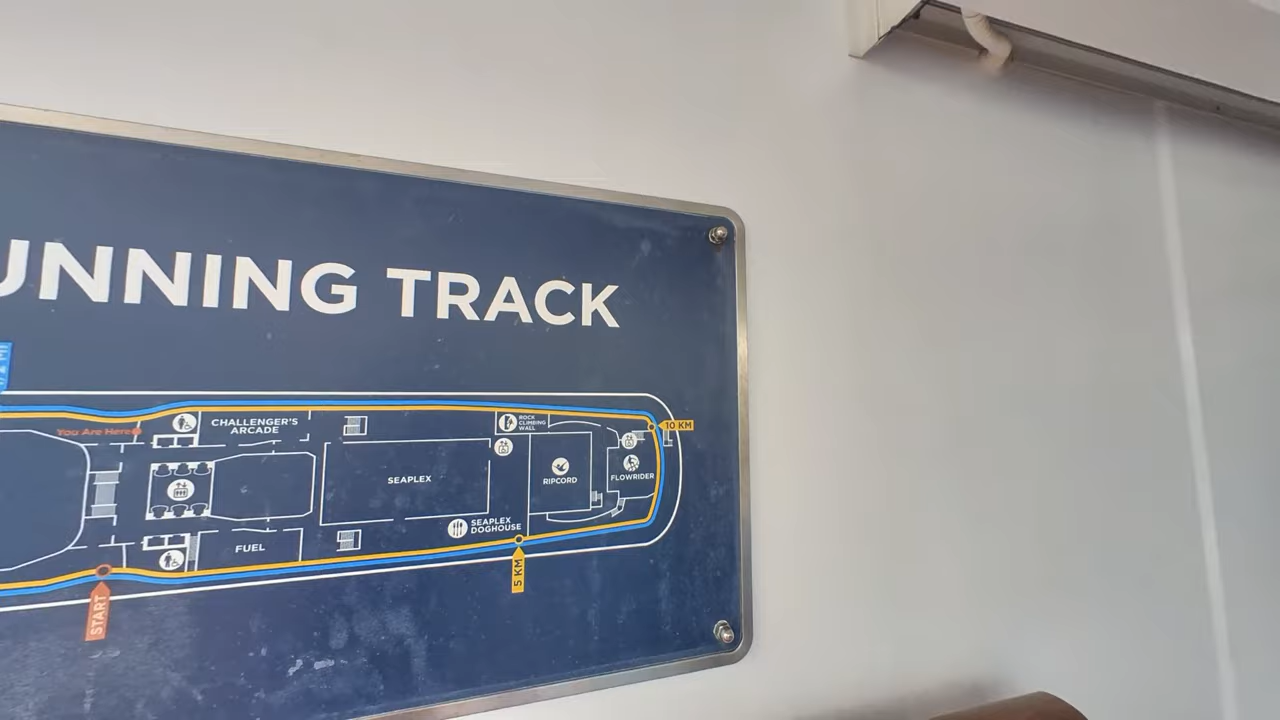 UNNING TRACK
You Are Here
CHALLENGER'S
ARCADE
ROCK
CLIMBING
WALL
10 KM
SEAPLEX
RIPCORD
FLOWRIDER
SEAPLEX
DOGHOUSE
FUEL
5 KM
START